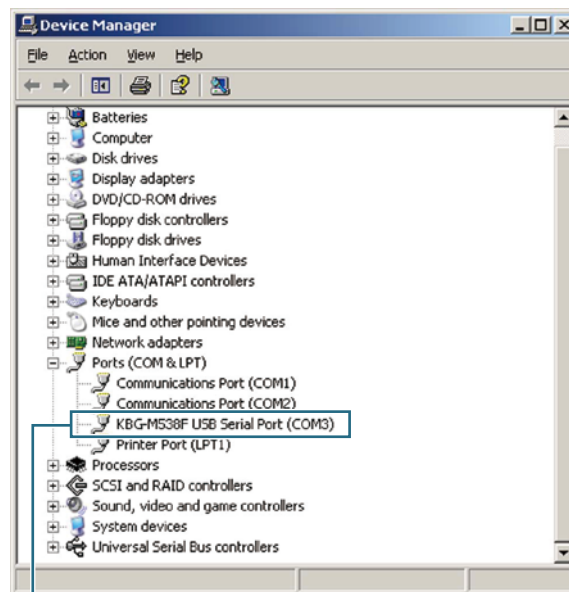 Device Manager
File Action View Help
Batteries
Computer
Disk drives
Display adapters
DVD/CD-ROM drives
Floppy disk controllers
Floppy disk drives
Human Interface Devices
IDE ATA/ATAPI controllers
Keyboards
Mice and other pointing devices
Network adapters
Ports (COM & LPT)
Communications Port (COM1)
Communications Port (COM2)
KBG-M538F USB Serial Port (COM3)
Printer Port (LPT1)
Processors
SCSI and RAID controllers
Sound, video and game controllers
System devices
Universal Serial Bus controllers